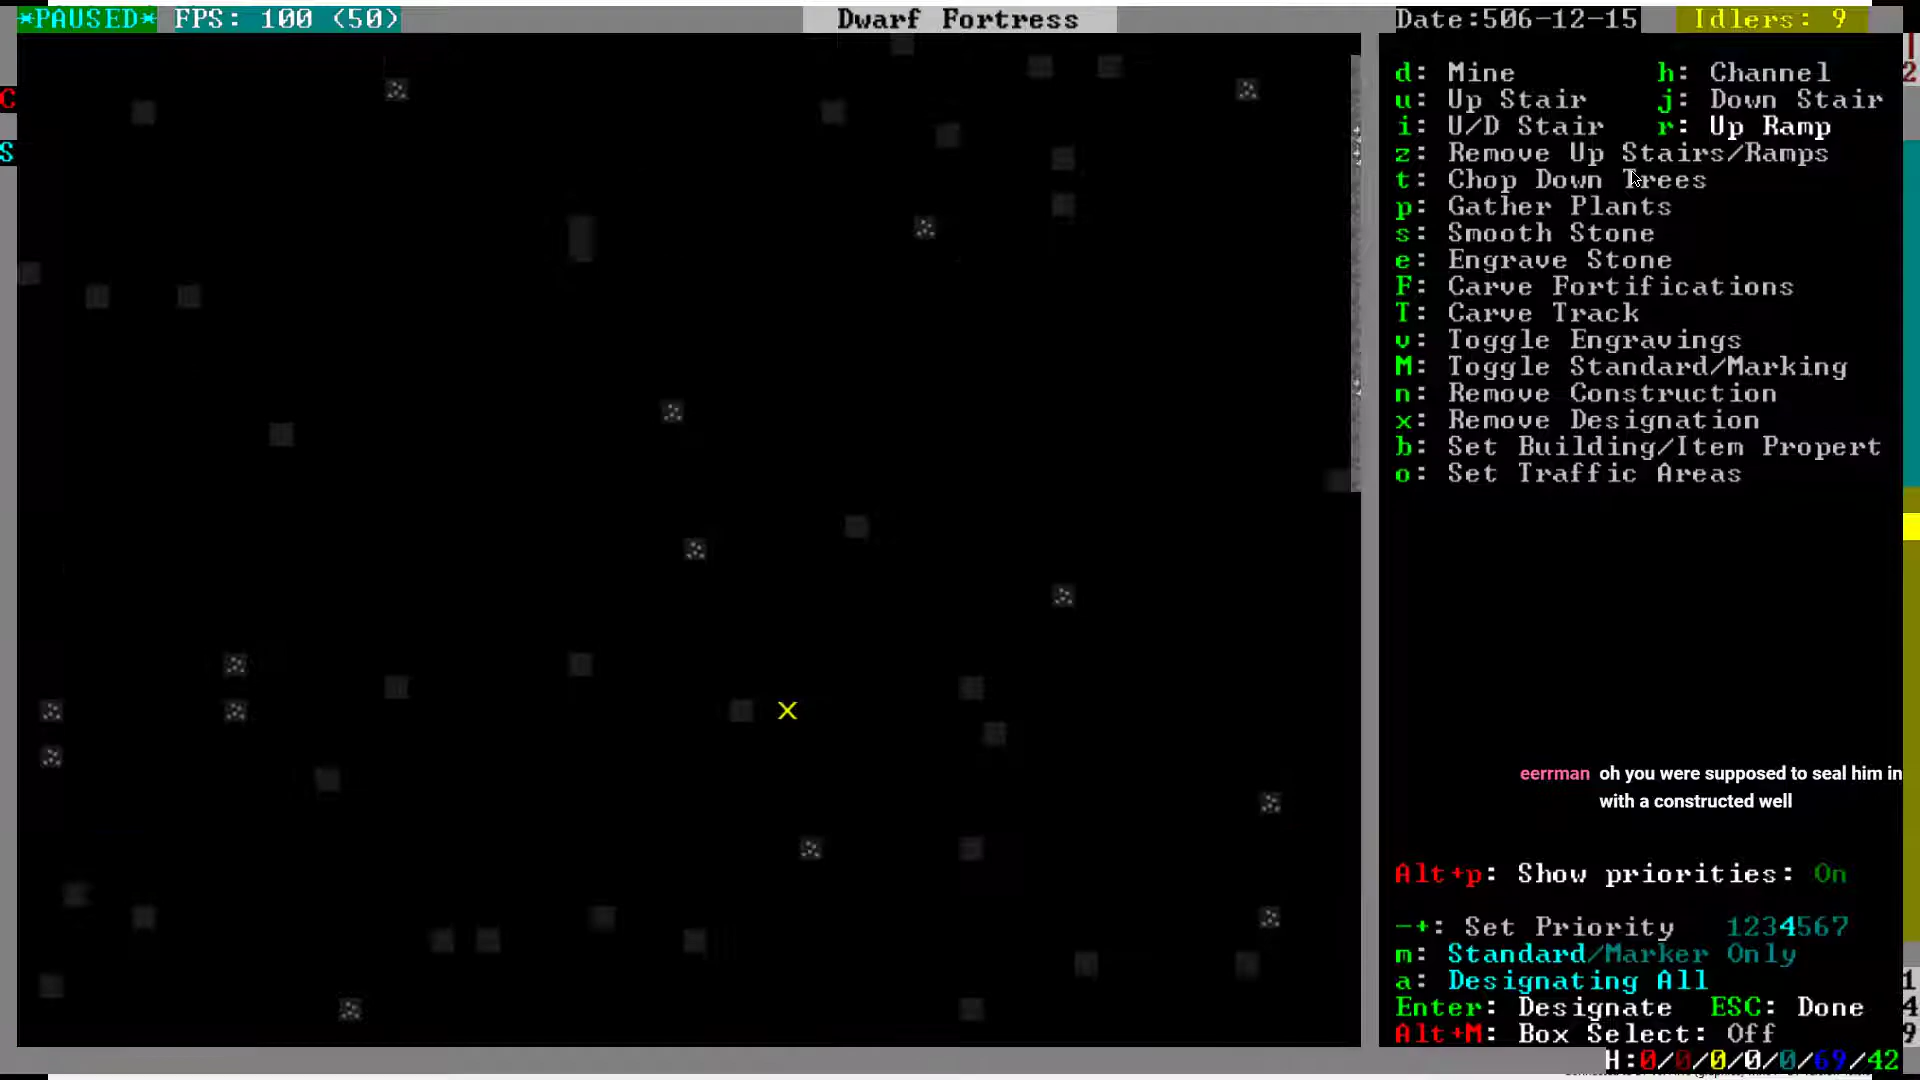 *PAUSED* FPS: 100 (50) Dwarf Fortress Date:506-12-15 Idlers: 9
d: Mine h: Channel
u: Up Stair j: Down Stair
i: U/D Stair r: Up Ramp
z: Remove Up Stairs/Ramps
t: Chop Down Trees
p: Gather Plants
s: Smooth Stone
e: Engrave Stone
F: Carve Fortifications
T: Carve Track
v: Toggle Engravings
M: Toggle Standard/Marking
n: Remove Construction
x: Remove Designation
b: Set Building/Item Propert
o: Set Traffic Areas
X
eerrman oh you were supposed to seal him in
with a constructed well
Alt+p: Show priorities: On
-+: Set Priority 1234567
m: Standard/Marker Only
a: Designating All
Enter: Designate ESC: Done
Alt+M: Box Select: Off
H:0/0/0/0/0/69/42
C
S
2
1
4
9